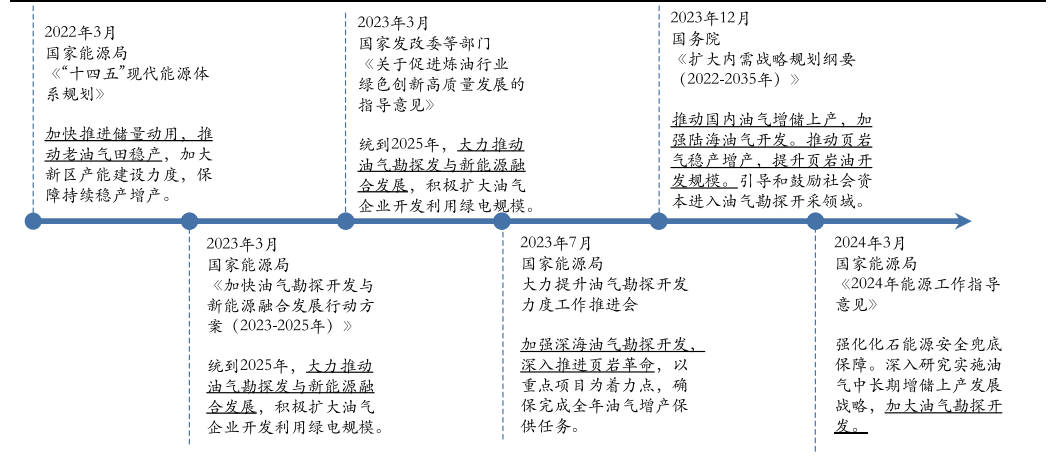 2022年3月
国家能源局
《“十四五”现代能源体
系规划》
加快推进储量动用，推
动老油气田稳产，加大
新区产能建设力度，保
障持续稳产增产。
2023年3月
国家能源局
《加快油气勘探开发与
新能源融合发展行动方
案（2023-2025年）》
统到2025年，大力推动
油气勘探发与新能源融
合发展，积极扩大油气
企业开发利用绿电规模。
2023年3月
国家发改委等部门
《关于促进炼油行业
绿色创新高质量发展的
指导意见》
统到2025年，大力推动
油气勘探发与新能源融
合发展，积极扩大油气
企业开发利用绿电规模。
2023年7月
国家能源局
大力提升油气勘探开发
力度工作推进会
加强深海油气勘探开发，
深入推进页岩革命，以
重点项目为着力点，确
保完成全年油气增产保
供任务。
2023年12月
国务院
《扩大内需战略规划纲要
（2022-2035年）》
推动国内油气增储上产，加
强陆海油气开发。推动页岩
气稳产增产，提升页岩油开
发规模。引导和鼓励社会资
本进入油气勘探开采领域。
2024年3月
国家能源局
《2024年能源工作指导
意见》
强化化石能源安全兜底
保障。深入研究实施油
气中长期增储上产发展
战略，加大油气勘探开
发。